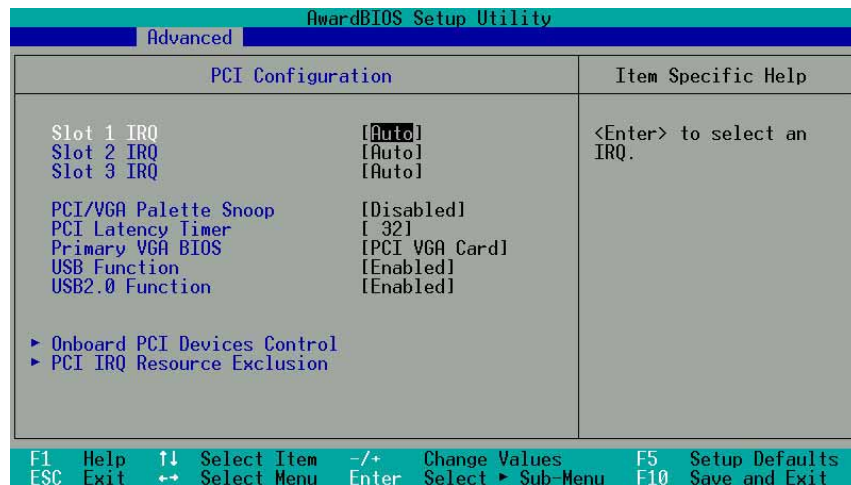 AwardBIOS Setup Utility
Advanced
PCI Configuration
Item Specific Help
Slot 1 IRQ [Auto]
Slot 2 IRQ [Auto]
Slot 3 IRQ [Auto]
PCI/VGA Palette Snoop [Disabled]
PCI Latency Timer [ 32]
Primary VGA BIOS [PCI VGA Card]
USB Function [Enabled]
USB2.0 Function [Enabled]
► Onboard PCI Devices Control
► PCI IRQ Resource Exclusion
<Enter> to select an
IRQ.
F1 Help ↑↓ Select Item -/+ Change Values F5 Setup Defaults
ESC Exit ←→ Select Menu Enter Select ► Sub-Menu F10 Save and Exit